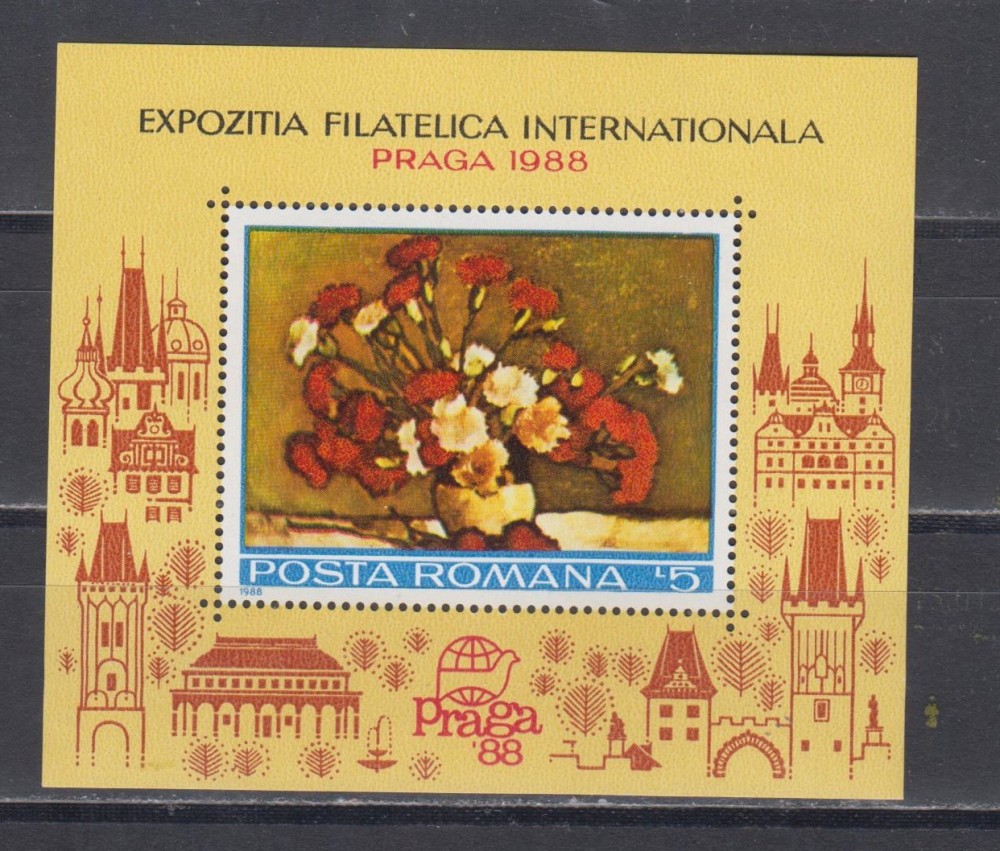 EXPOZITIA FILATELICA INTERNATIONALA
PRAGA 1988
POSTA ROMANA L5
1988
Praga
'88